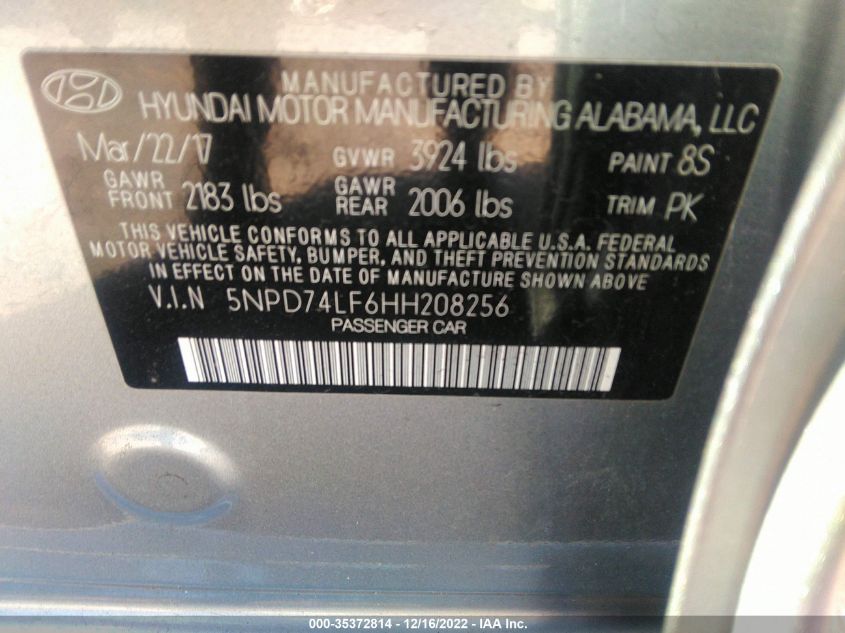 MANUFACTURED BY
HYUNDAI MOTOR MANUFACTURING ALABAMA, LLC
Mar/22/17 GVWR 3924 lbs PAINT 8S
GAWR FRONT 2183 lbs GAWR REAR 2006 lbs TRIM PK
THIS VEHICLE CONFORMS TO ALL APPLICABLE U.S.A. FEDERAL
MOTOR VEHICLE SAFETY, BUMPER, AND THEFT PREVENTION STANDARDS
IN EFFECT ON THE DATE OF MANUFACTURE SHOWN ABOVE
V.I.N 5NPD74LF6HH208256
PASSENGER CAR
000-35372814 - 12/16/2022 - IAA Inc.